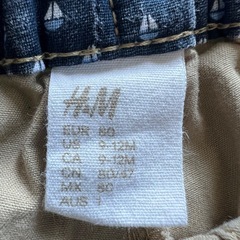 H&M
EUR 80
US 9-12M
CA 9-12M
CN 80/47
MX 80
AUS 1